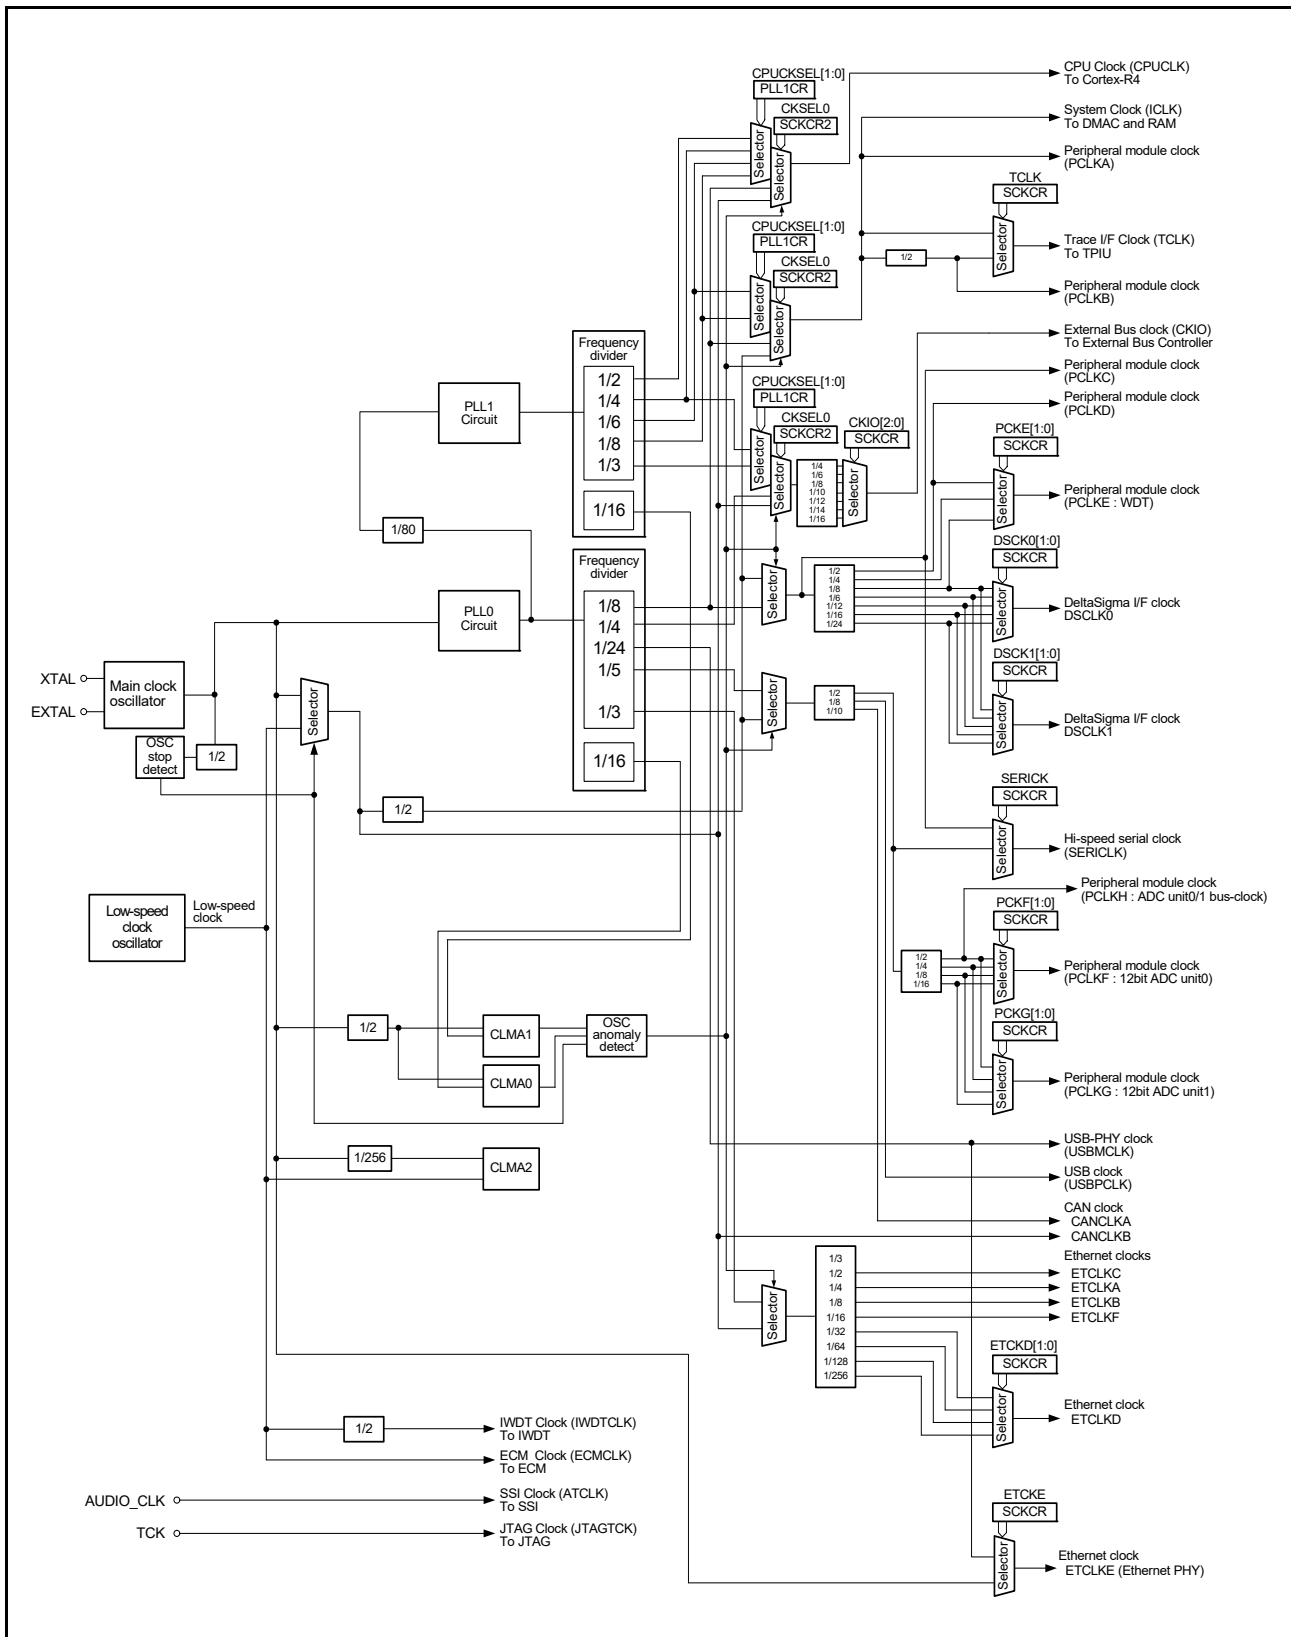 CPUCKSEL[1:0]
PLL1CR
CKSEL0
SCKCR2
Selector
Selector
CPU Clock (CPUCLK)
To Cortex-R4
System Clock (ICLK)
To DMAC and RAM
Peripheral module clock
(PCLKA)
TCLK
SCKCR
Selector
CPUCKSEL[1:0]
PLL1CR
CKSEL0
SCKCR2
Selector
Selector
1/2
Trace I/F Clock (TCLK)
To TPIU
Peripheral module clock
(PCLKB)
External Bus clock (CKIO)
To External Bus Controller
Peripheral module clock
(PCLKC)
Peripheral module clock
(PCLKD)
PLL1
Circuit
Frequency
divider
1/2
1/4
1/6
1/8
1/3
1/16
CPUCKSEL[1:0]
PLL1CR
CKSEL0
SCKCR2
Selector
Selector
CKIO[2:0]
SCKCR
1/4
1/6
1/8
1/10
1/12
1/14
1/16
Selector
PCKE[1:0]
SCKCR
Selector
Peripheral module clock
(PCLKE : WDT)
1/80
PLL0
Circuit
Frequency
divider
1/8
1/4
1/24
1/5
1/3
1/16
Selector
1/2
1/4
1/8
1/6
1/12
1/16
1/24
DSCK0[1:0]
SCKCR
Selector
DeltaSigma I/F clock
DSCLK0
XTAL
EXTAL
Main clock
oscillator
OSC
stop
detect
1/2
Selector
1/2
Selector
1/2
1/8
1/10
DSCK1[1:0]
SCKCR
Selector
DeltaSigma I/F clock
DSCLK1
SERICK
SCKCR
Selector
Hi-speed serial clock
(SERICLK)
Low-speed
clock
oscillator
Low-speed
clock
Peripheral module clock
(PCLKH : ADC unit0/1 bus-clock)
PCKF[1:0]
SCKCR
1/2
1/4
1/8
1/16
Selector
Peripheral module clock
(PCLKF : 12bit ADC unit0)
1/2
CLMA1
OSC
anomaly
detect
CLMA0
PCKG[1:0]
SCKCR
Selector
Peripheral module clock
(PCLKG : 12bit ADC unit1)
1/256
CLMA2
USB-PHY clock
(USBMCLK)
USB clock
(USBPCLK)
CAN clock
CANCLKA
CANCLKB
Ethernet clocks
Selector
1/3
1/2
1/4
1/8
1/16
1/32
1/64
1/128
1/256
ETCLKC
ETCLKA
ETCLKB
ETCLKF
ETCKD[1:0]
SCKCR
Selector
Ethernet clock
ETCLKD
1/2
IWDT Clock (IWDTCLK)
To IWDT
ECM Clock (ECMCLK)
To ECM
AUDIO_CLK
SSI Clock (ATCLK)
To SSI
TCK
JTAG Clock (JTAGTCK)
To JTAG
ETCKE
SCKCR
Selector
Ethernet clock
ETCLKE (Ethernet PHY)